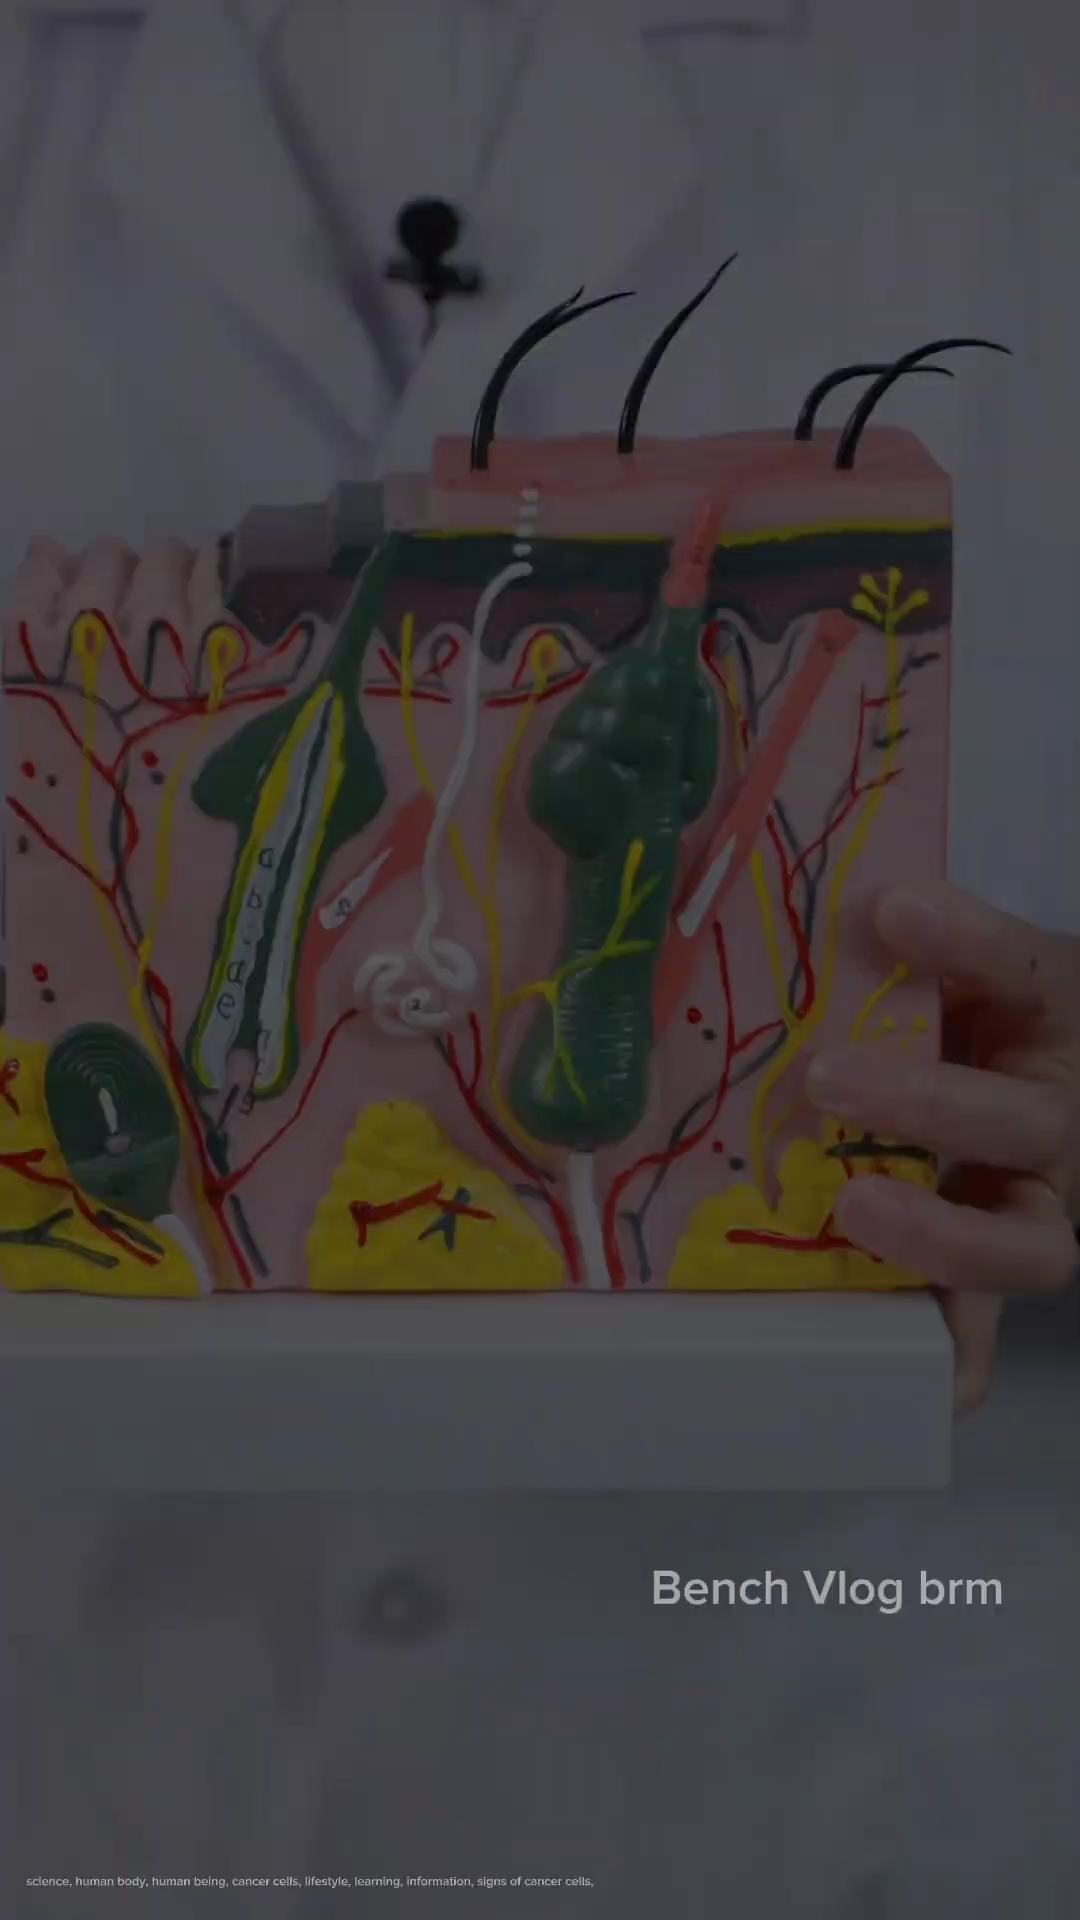 Bench Vlog brm
science, human body, human being, cancer cells, lifestyle, learning, information, signs of cancer cells,